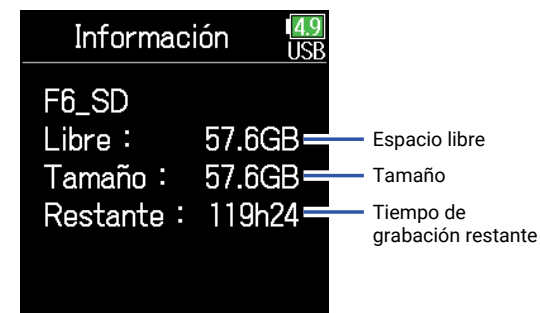 Información
4.9
USB
F6_SD
Libre : 57.6GB
Espacio libre
Tamaño : 57.6GB
Tamaño
Restante : 119h24
Tiempo de
grabación restante